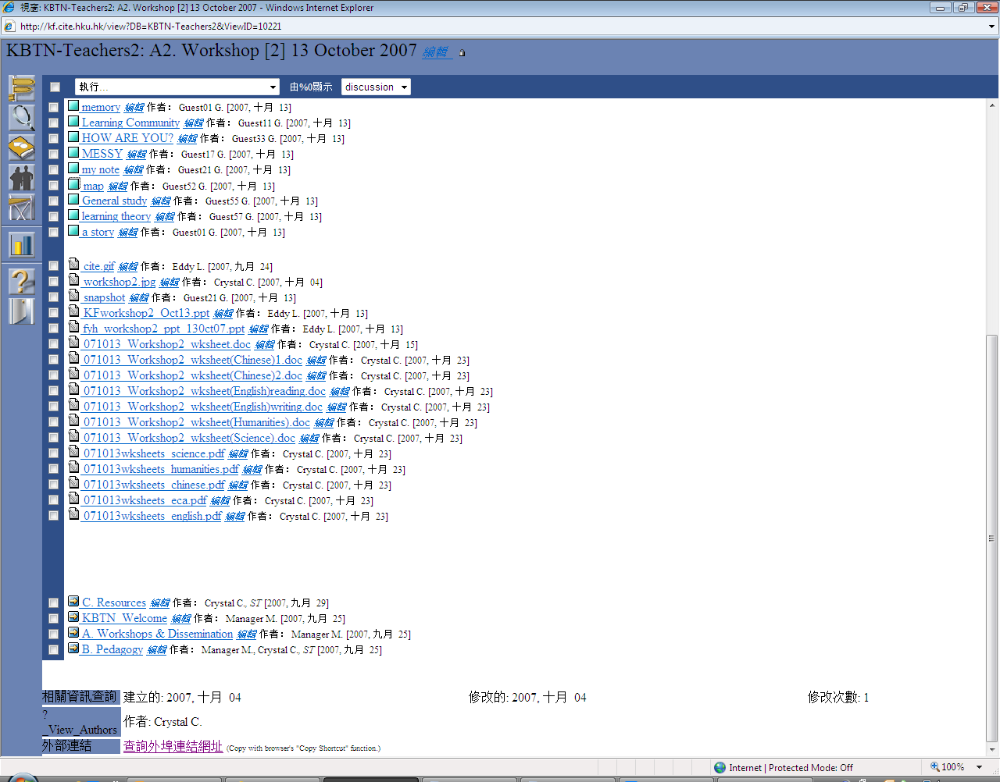 視窗: KBTN-Teachers2: A2. Workshop [2] 13 October 2007 - Windows Internet Explorer
http://kf.cite.hku.hk/view?DB=KBTN-Teachers2&ViewID=10221
KBTN-Teachers2: A2. Workshop [2] 13 October 2007 編輯
執行... 由%0顯示 discussion
memory 編輯 作者: Guest01 G. [2007, 十月 13]
Learning Community 編輯 作者: Guest11 G. [2007, 十月 13]
HOW ARE YOU? 編輯 作者: Guest33 G. [2007, 十月 13]
MESSY 編輯 作者: Guest17 G. [2007, 十月 13]
my note 編輯 作者: Guest21 G. [2007, 十月 13]
map 編輯 作者: Guest52 G. [2007, 十月 13]
General study 編輯 作者: Guest55 G. [2007, 十月 13]
learning theory 編輯 作者: Guest57 G. [2007, 十月 13]
a story 編輯 作者: Guest01 G. [2007, 十月 13]
cite.gif 編輯 作者: Eddy L. [2007, 九月 24]
workshop2.jpg 編輯 作者: Crystal C. [2007, 十月 04]
snapshot 編輯 作者: Guest21 G. [2007, 十月 13]
KFworkshop2_Oct13.ppt 編輯 作者: Eddy L. [2007, 十月 13]
fyh_workshop2_ppt_13Oct07.ppt 編輯 作者: Eddy L. [2007, 十月 13]
071013_Workshop2_wksheet.doc 編輯 作者: Crystal C. [2007, 十月 15]
071013_Workshop2_wksheet(Chinese)1.doc 編輯 作者: Crystal C. [2007, 十月 23]
071013_Workshop2_wksheet(Chinese)2.doc 編輯 作者: Crystal C. [2007, 十月 23]
071013_Workshop2_wksheet(English)reading.doc 編輯 作者: Crystal C. [2007, 十月 23]
071013_Workshop2_wksheet(English)writing.doc 編輯 作者: Crystal C. [2007, 十月 23]
071013_Workshop2_wksheet(Humanities).doc 編輯 作者: Crystal C. [2007, 十月 23]
071013_Workshop2_wksheet(Science).doc 編輯 作者: Crystal C. [2007, 十月 23]
071013wksheets_science.pdf 編輯 作者: Crystal C. [2007, 十月 23]
071013wksheets_humanities.pdf 編輯 作者: Crystal C. [2007, 十月 23]
071013wksheets_chinese.pdf 編輯 作者: Crystal C. [2007, 十月 23]
071013wksheets_eca.pdf 編輯 作者: Crystal C. [2007, 十月 23]
071013wksheets_english.pdf 編輯 作者: Crystal C. [2007, 十月 23]
C. Resources 編輯 作者: Crystal C., ST [2007, 九月 29]
KBTN_Welcome 編輯 作者: Manager M. [2007, 九月 25]
A. Workshops & Dissemination 編輯 作者: Manager M. [2007, 九月 25]
B. Pedagogy 編輯 作者: Manager M., Crystal C., ST [2007, 九月 25]
相關資訊查詢 建立的: 2007, 十月 04 修改的: 2007, 十月 04 修改次數: 1
?
_View_Authors 作者: Crystal C.
外部連結 查詢外埠連結網址 (Copy with browser's "Copy Shortcut" function.)
Internet | Protected Mode: Off 100%